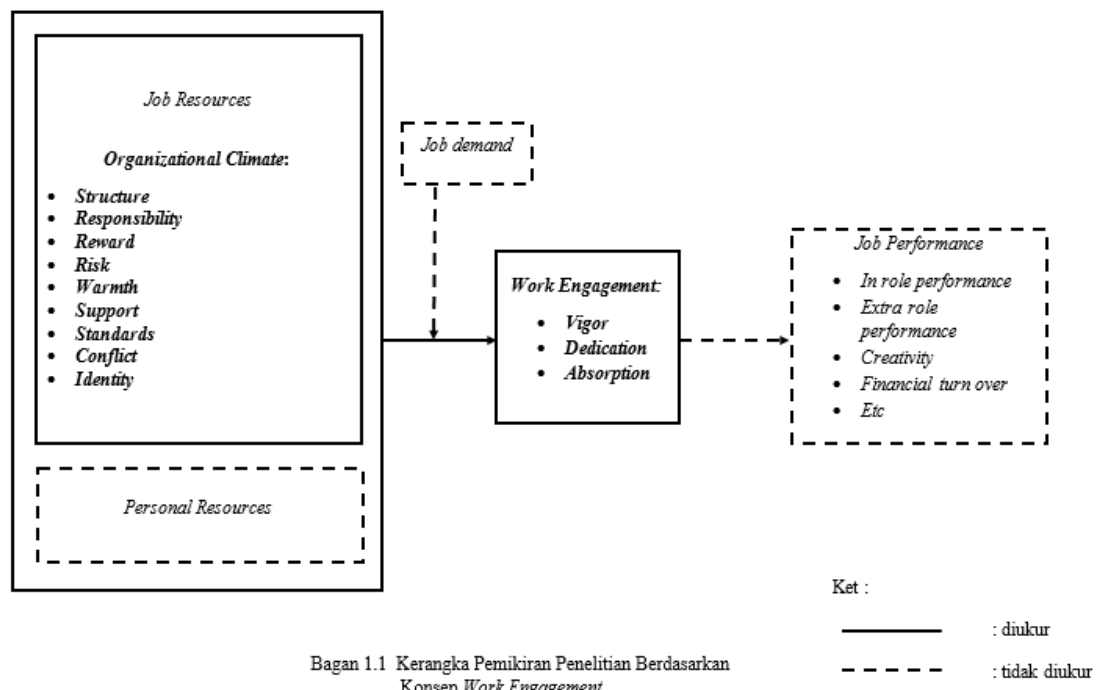 Job Resources
Organizational Climate:
• Structure
• Responsibility
• Reward
• Risk
• Warmth
• Support
• Standards
• Conflict
• Identity
Personal Resources
Job demand
Work Engagement:
• Vigor
• Dedication
• Absorption
Job Performance
• In role performance
• Extra role
performance
• Creativity
• Financial turn over
• Etc
Ket :
: diukur
: tidak diukur
Bagan 1.1 Kerangka Pemikiran Penelitian Berdasarkan
Konsep Work Engagement